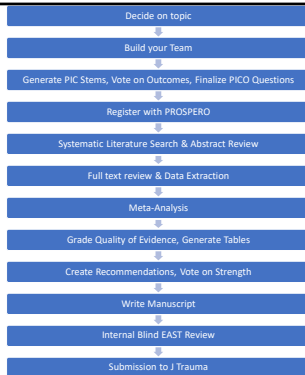 Decide on topic
Build your Team
Generate PIC Stems, Vote on Outcomes, Finalize PICO Questions
Register with PROSPERO
Systematic Literature Search & Abstract Review
Full text review & Data Extraction
Meta-Analysis
Grade Quality of Evidence, Generate Tables
Create Recommendations, Vote on Strength
Write Manuscript
Internal Blind EAST Review
Submission to J Trauma